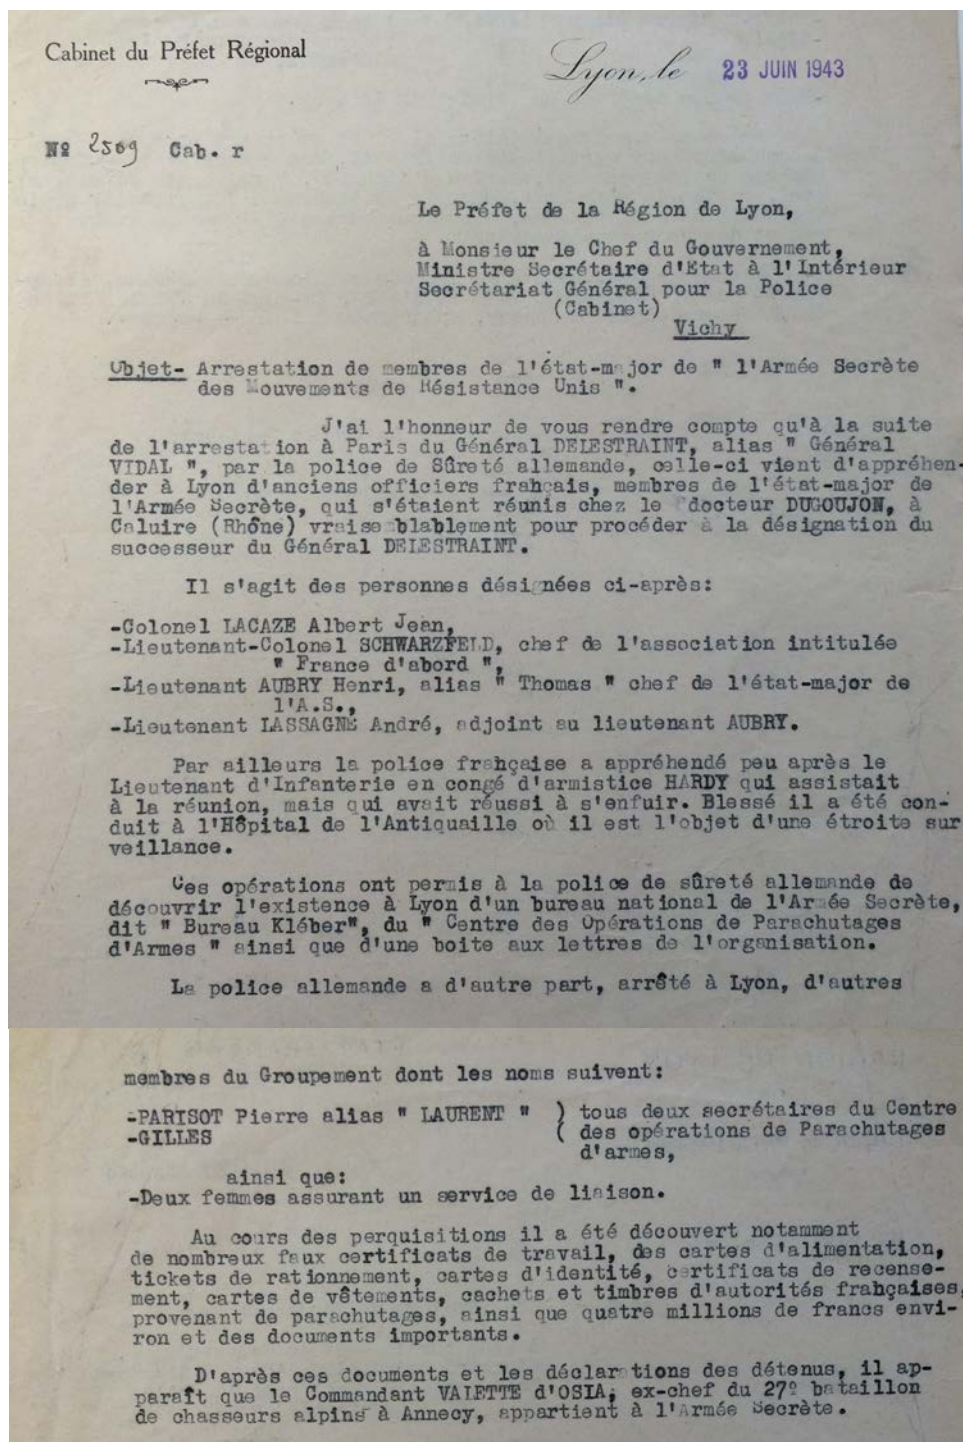 Cabinet du Préfet Régional
Lyon, le 23 JUIN 1943
Nº 2509 Cab. r
Le Préfet de la Région de Lyon,
à Monsieur le Chef du Gouvernement,
Ministre Secrétaire d'Etat à l'Intérieur
Secrétariat Général pour la Police
(Cabinet)
Vichy
Objet- Arrestation de membres de l'état-major de " l'Armée Secrète
des Mouvements de Résistance Unis ".
J'ai l'honneur de vous rendre compte qu'à la suite
de l'arrestation à Paris du Général DELESTRAINT, alias " Général
VIDAL ", par la police de Sûreté allemande, celle-ci vient d'appréhen-
der à Lyon d'anciens officiers frahçais, membres de l'état-major de
l'Armée Secrète, qui s'étaient réunis chez le docteur DUGOUJON, à
Caluire (Rhône) vraisemblablement pour procéder à la désignation du
successeur du Général DELESTRAINT.
Il s'agit des personnes désignées ci-après:
-Colonel LACAZE Albert Jean,
-Lieutenant-Colonel SCHWARZFELD, chef de l'association intitulée
" France d'abord ",
-Lieutenant AUBRY Henri, alias " Thomas " chef de l'état-major de
l'A.S.,
-Lieutenant LASSAGNE André, adjoint au lieutenant AUBRY.
Par ailleurs la police frahçaise a appréhendé peu après le
Lieutenant d'Infanterie en congé d'armistice HARDY qui assistait
à la réunion, mais qui avait réussi à s'enfuir. Blessé il a été con-
duit à l'Hôpital de l'Antiquaille où il est l'objet d'une étroite sur
veillance.
Ces opérations ont permis à la police de sûreté allemande de
découvrir l'existence à Lyon d'un bureau national de l'Armée Secrète,
dit " Bureau Kléber", du " Centre des Opérations de Parachutages
d'Armes " ainsi que d'une boite aux lettres de l'organisation.
La police allemande a d'autre part, arrêté à Lyon, d'autres
membres du Groupement dont les noms suivent:
-PARISOT Pierre alias " LAURENT " ) tous deux secrétaires du Centre
-GILLES ( des opérations de Parachutages
d'armes,
ainsi que:
-Deux femmes assurant un service de liaison.
Au cours des perquisitions il a été découvert notamment
de nombreux faux certificats de travail, des cartes d'alimentation,
tickets de rationnement, cartes d'identité, certificats de recense-
ment, cartes de vêtements, cachets et timbres d'autorités frahçaises,
provenant de parachutages, ainsi que quatre millions de francs envi-
ron et des documents importants.
D'après ces documents et les déclarations des détenus, il ap-
paraît que le Commandant VALETTE d'OSIA, ex-chef du 27º bataillon
de chasseurs alpins à Annecy, appartient à l'Armée Secrète.